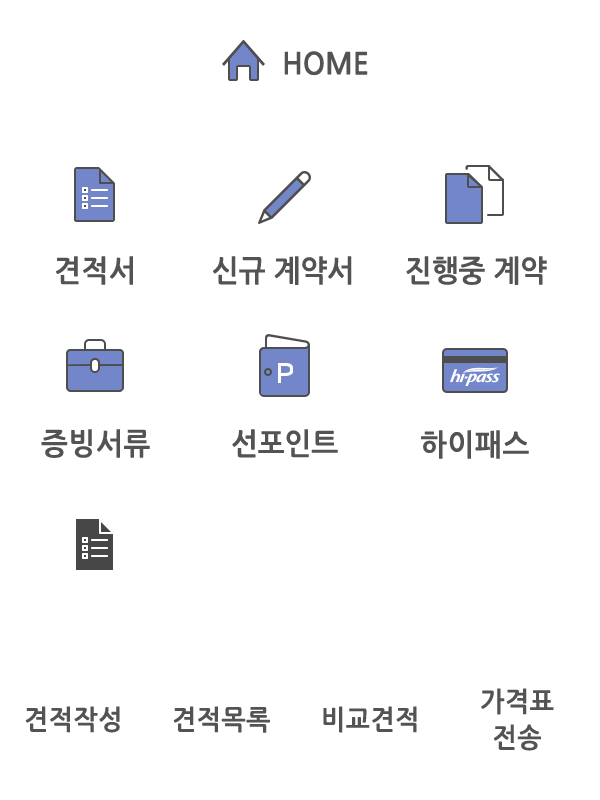 HOME
견적서
신규 계약서
진행중 계약
P
hi-pass
증빙서류
선포인트
하이패스
견적작성
견적목록
비교견적
가격표
전송